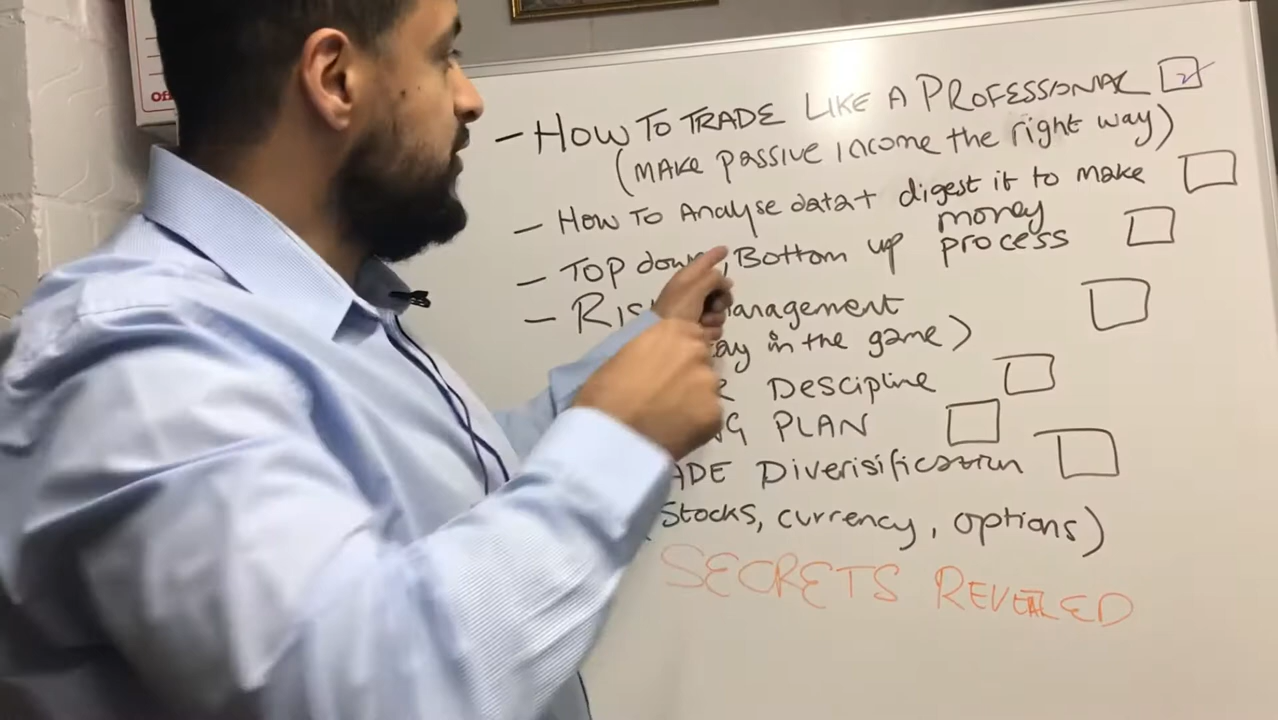 - HOW TO TRADE LIKE A PROFESSIONAL
(MAKE passive income the right way)
- How To Analyse data + digest it to make
money
- Top down, Bottom up process
- Risk management
in the game)
Descipline
PLAN
Diverisification
Stocks, currency, options)
SECRETS REVEALED